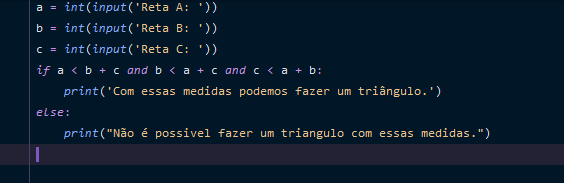 a = int(input('Reta A: '))
b = int(input('Reta B: '))
c = int(input('Reta C: '))
if a < b + c and b < a + c and c < a + b:
    print('Com essas medidas podemos fazer um triângulo.')
else:
    print("Não é possivel fazer um triangulo com essas medidas.")